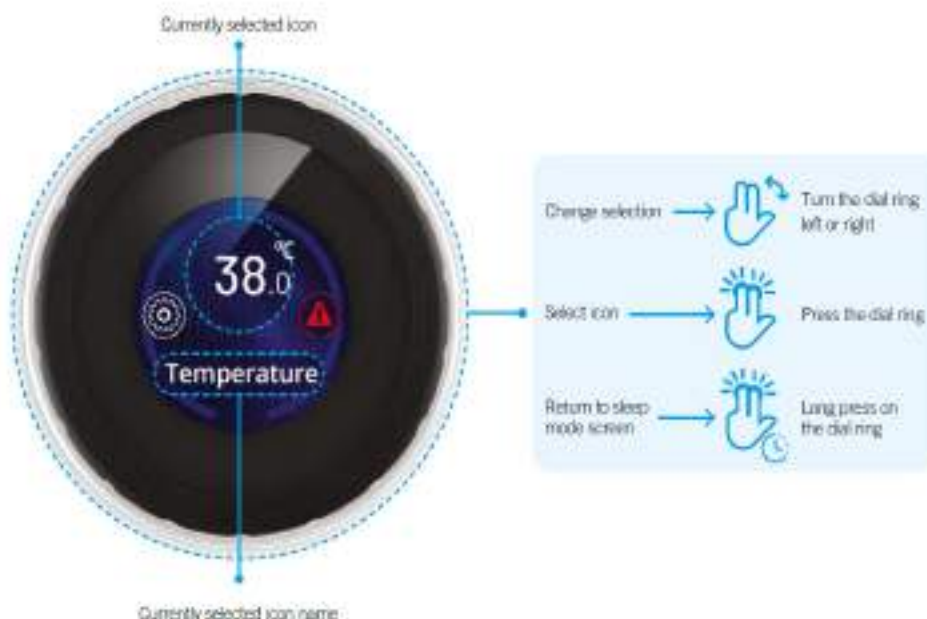 Currently selected icon
38.0 °C
Temperature
Currently selected icon name
Change selection
Turn the dial ring
left or right
Select icon
Press the dial ring
Return to sleep
mode screen
Long press on
the dial ring